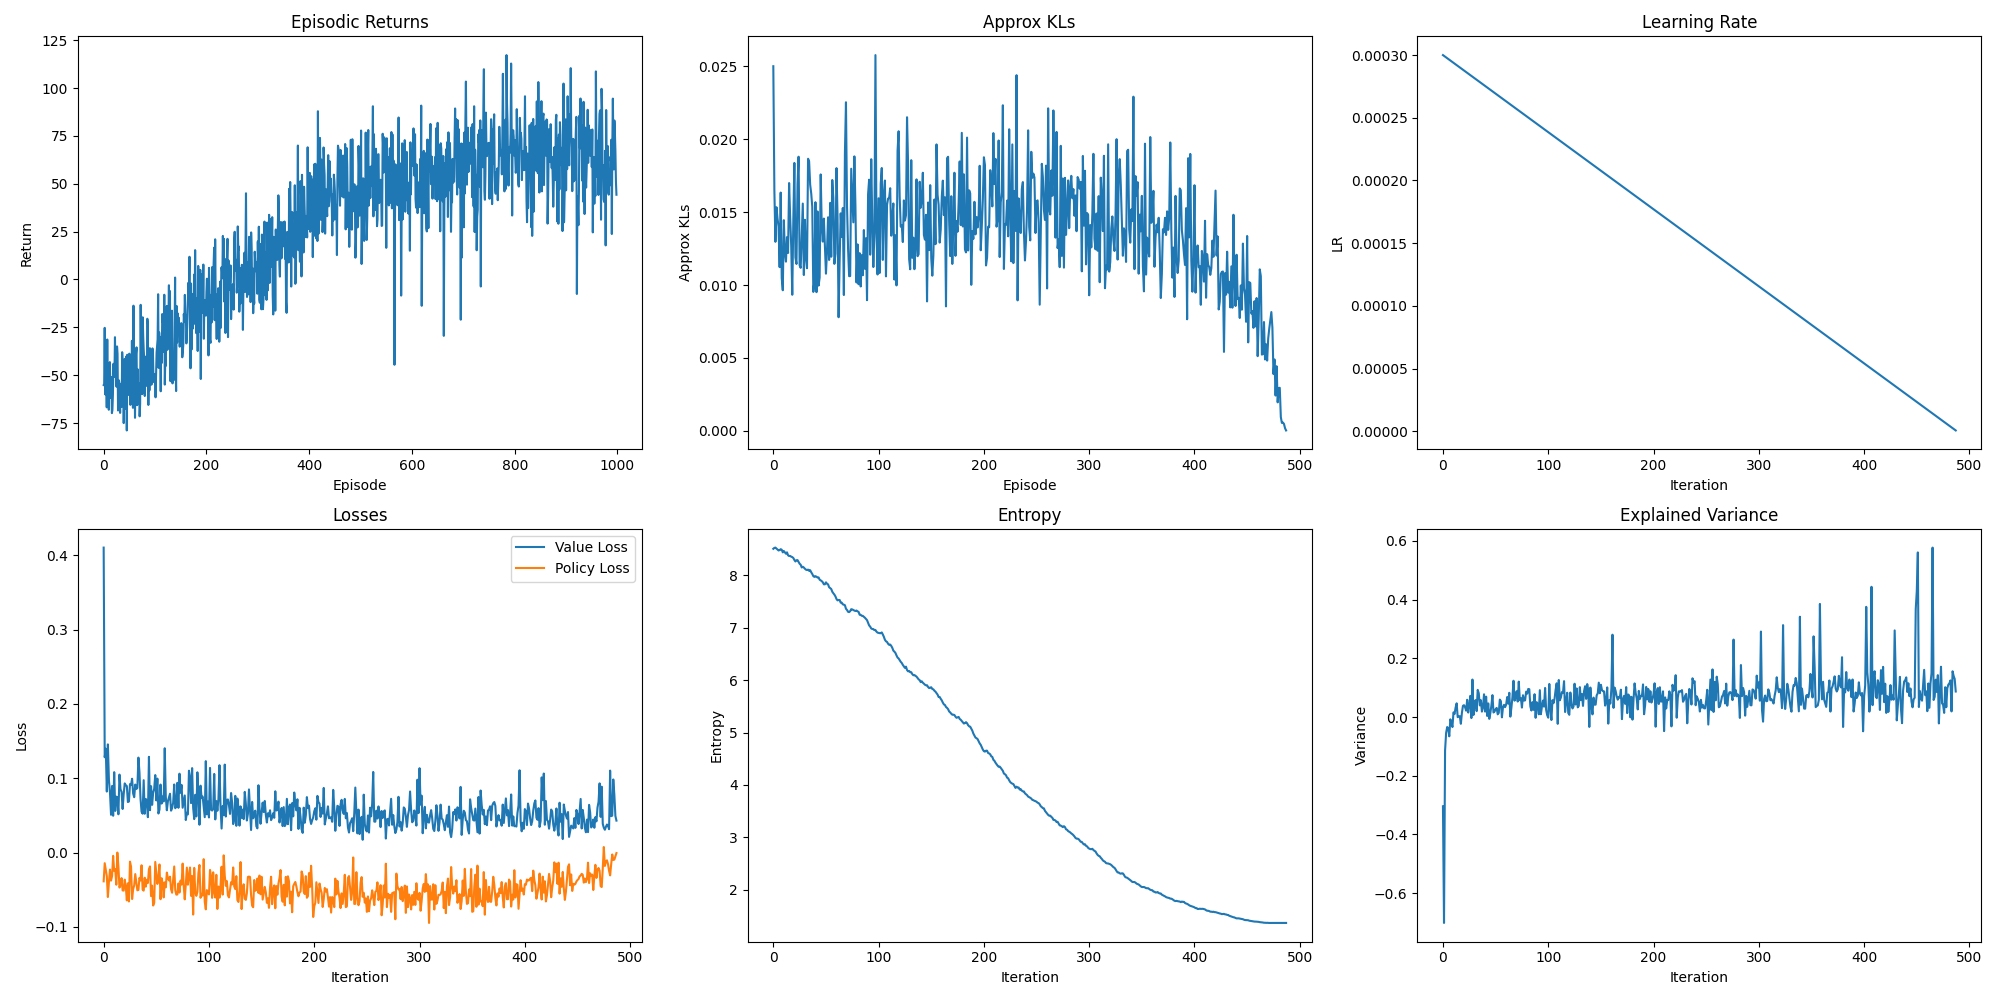 Episodic Returns
125
100
75
50
25
0
−25
−50
−75
Return
0 200 400 600 800 1000
Episode
Approx KLs
0.025
0.020
0.015
0.010
0.005
0.000
Approx KLs
0 100 200 300 400 500
Episode
Learning Rate
0.00030
0.00025
0.00020
0.00015
0.00010
0.00005
0.00000
LR
0 100 200 300 400 500
Iteration
Losses
Value Loss
Policy Loss
0.4
0.3
0.2
0.1
0.0
−0.1
Loss
0 100 200 300 400 500
Iteration
Entropy
8
7
6
5
4
3
2
Entropy
0 100 200 300 400 500
Iteration
Explained Variance
0.6
0.4
0.2
0.0
−0.2
−0.4
−0.6
Variance
0 100 200 300 400 500
Iteration